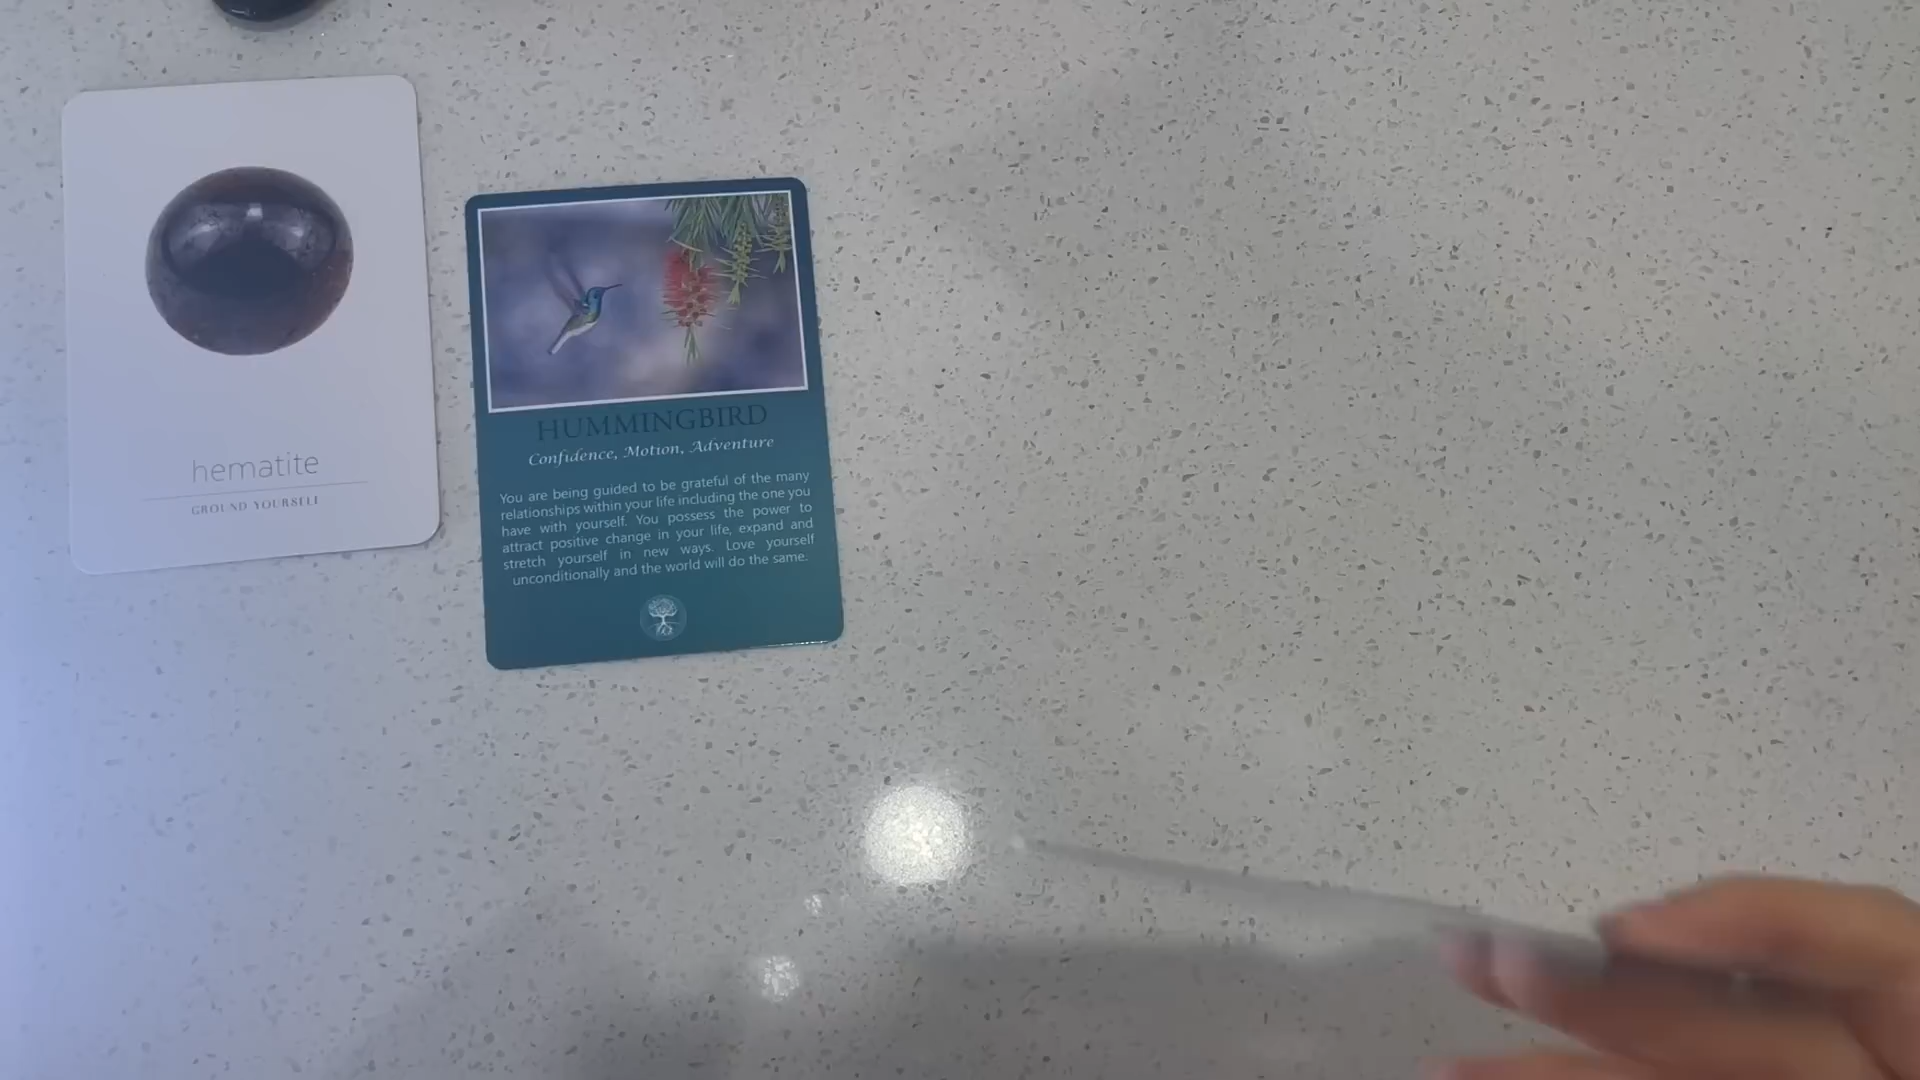 hematite
GROUND YOURSELF
HUMMINGBIRD
Confidence, Motion, Adventure
You are being guided to be grateful of the many
relationships within your life including the one you
have with yourself. You possess the power to
attract positive change in your life, expand and
stretch yourself in new ways. Love yourself
unconditionally and the world will do the same.